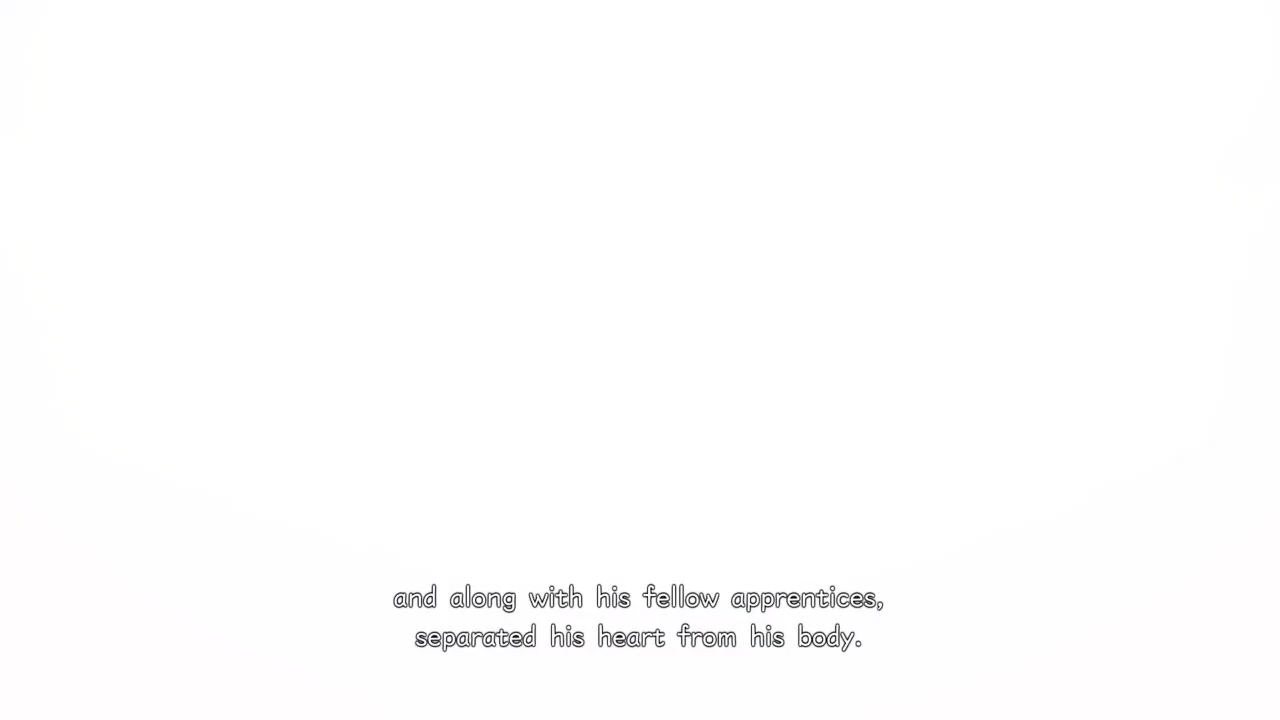 and along with his fellow apprentices,
separated his heart from his body.